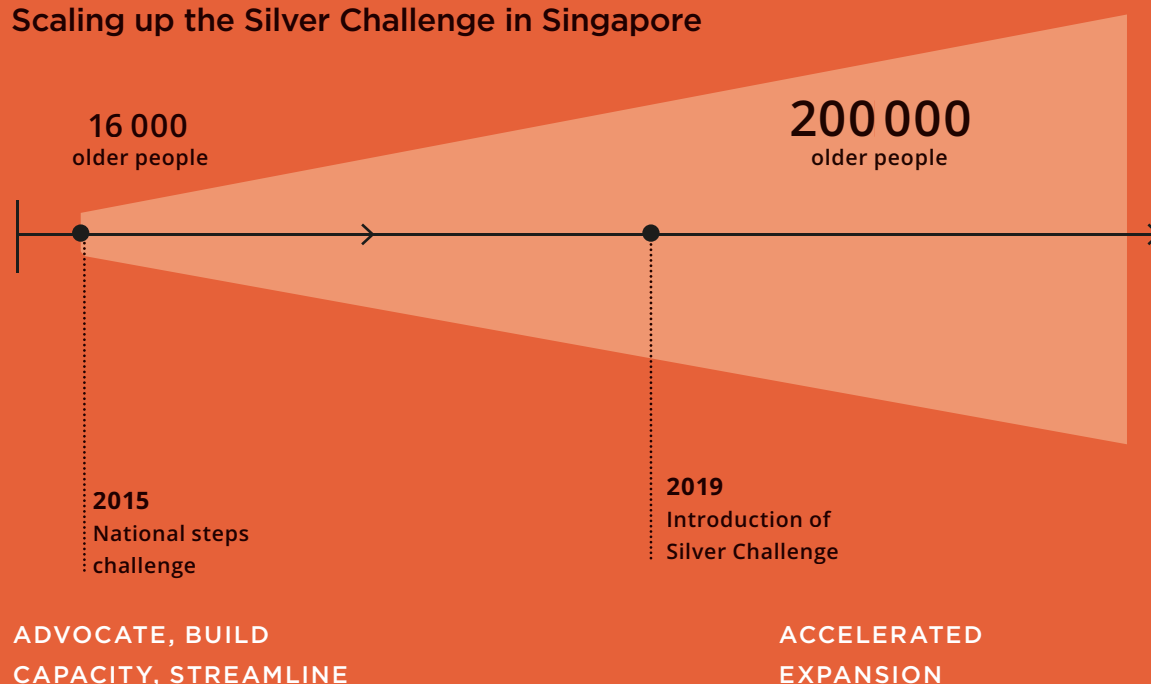 Scaling up the Silver Challenge in Singapore
16 000
older people
200 000
older people
2015
National steps
challenge
2019
Introduction of
Silver Challenge
ADVOCATE, BUILD
CAPACITY, STREAMLINE
ACCELERATED
EXPANSION